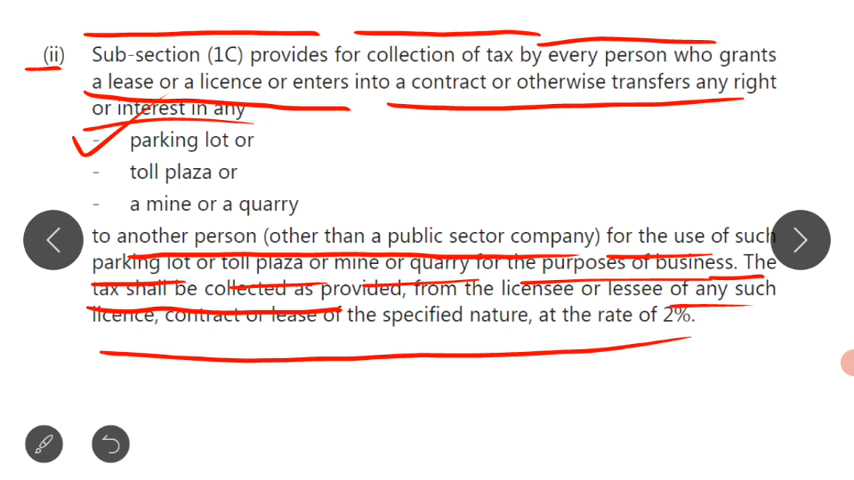 (ii) Sub-section (1C) provides for collection of tax by every person who grants
a lease or a licence or enters into a contract or otherwise transfers any right
or interest in any
- parking lot or
- toll plaza or
- a mine or a quarry
to another person (other than a public sector company) for the use of such
parking lot or toll plaza or mine or quarry for the purposes of business. The
tax shall be collected as provided, from the licensee or lessee of any such
licence, contract or lease of the specified nature, at the rate of 2%.